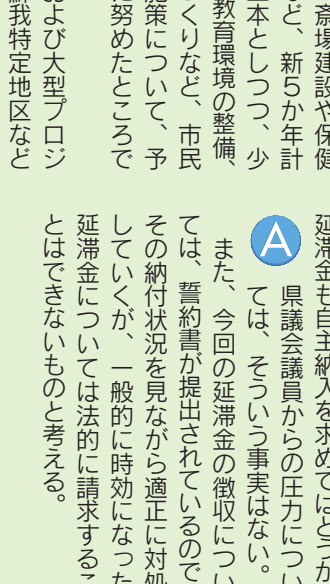 斎場建設や保健
など、新５か年計
本としつつ、少
教育環境の整備、
くりなど、市民
施策について、予
に努めたところで
および大型プロジ
蘇我特定地区など
延滞金も自主納入を求めてはどうか
A
県議会議員からの圧力につい
ては、そういう事実はない。
また、今回の延滞金の徴収につい
ては、誓約書が提出されているので
その納付状況を見ながら適正に対処
していくが、一般的に時効になった
延滞金については法的に請求するこ
とはできないものと考える。